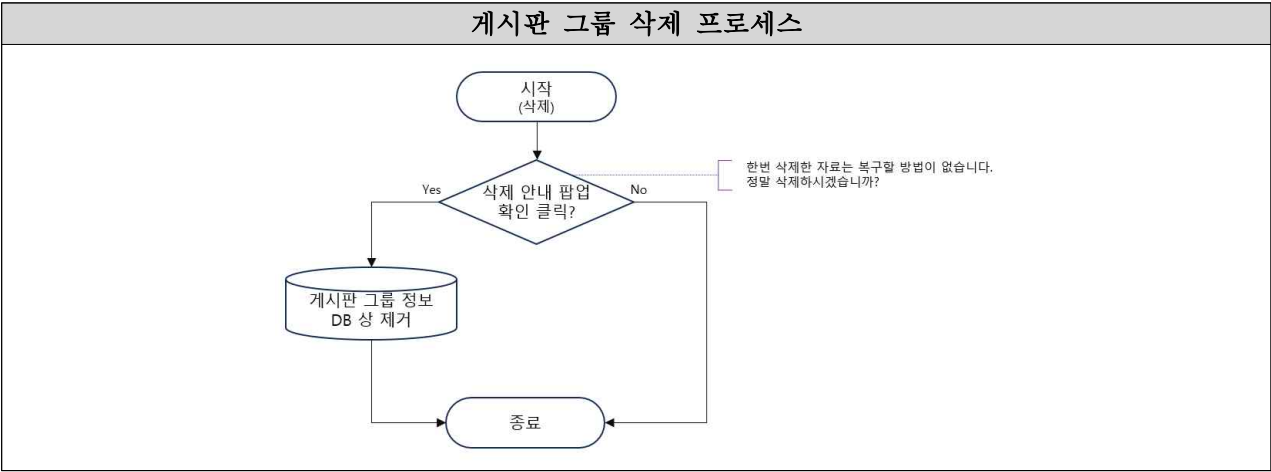 게시판 그룹 삭제 프로세스
시작
(삭제)
한번 삭제한 자료는 복구할 방법이 없습니다.
정말 삭제하시겠습니까?
Yes
삭제 안내 팝업
확인 클릭?
No
게시판 그룹 정보
DB 상 제거
종료